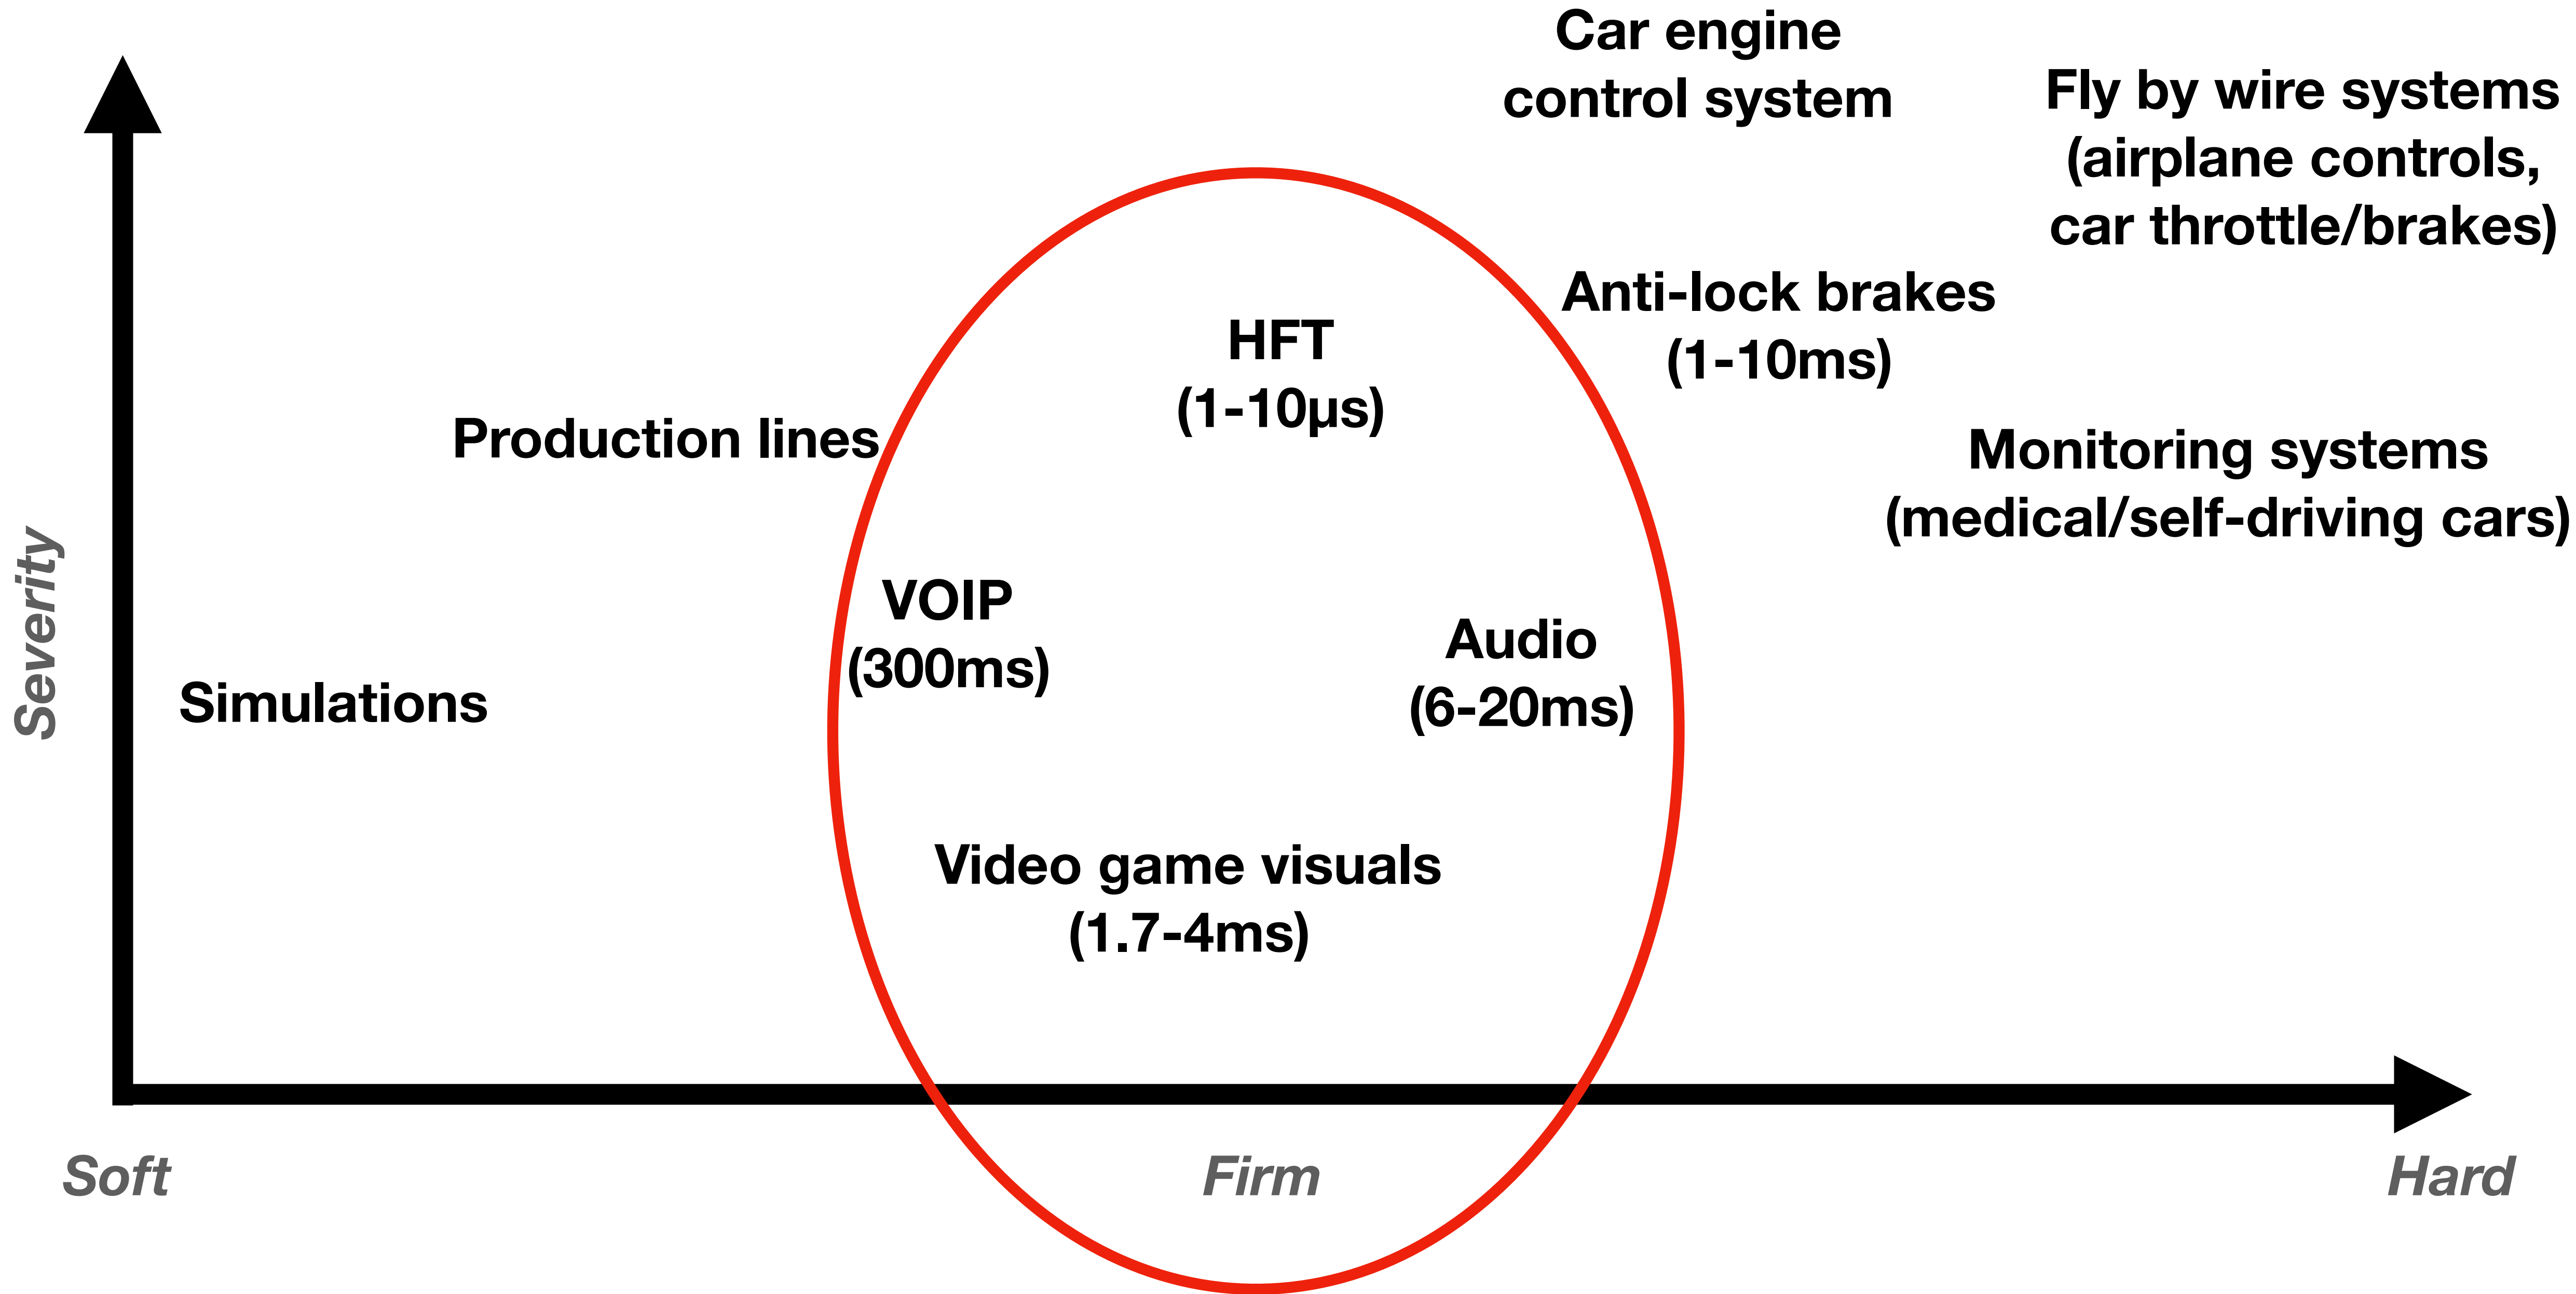 Car engine
control system
Fly by wire systems
(airplane controls,
car throttle/brakes)
Anti-lock brakes
(1-10ms)
HFT
(1-10µs)
Production lines
Monitoring systems
(medical/self-driving cars)
Severity
VOIP
(300ms)
Audio
(6-20ms)
Simulations
Video game visuals
(1.7-4ms)
Soft
Firm
Hard